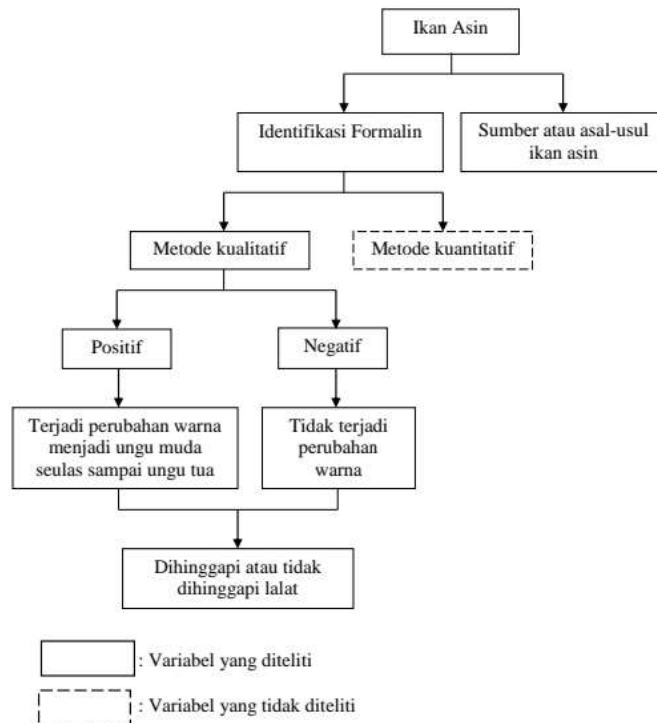 Ikan Asin
Identifikasi Formalin
Sumber atau asal-usul
ikan asin
Metode kualitatif
Metode kuantitatif
Positif
Negatif
Terjadi perubahan warna
menjadi ungu muda
seulas sampai ungu tua
Tidak terjadi
perubahan
warna
Dihinggapi atau tidak
dihinggapi lalat
: Variabel yang diteliti
: Variabel yang tidak diteliti